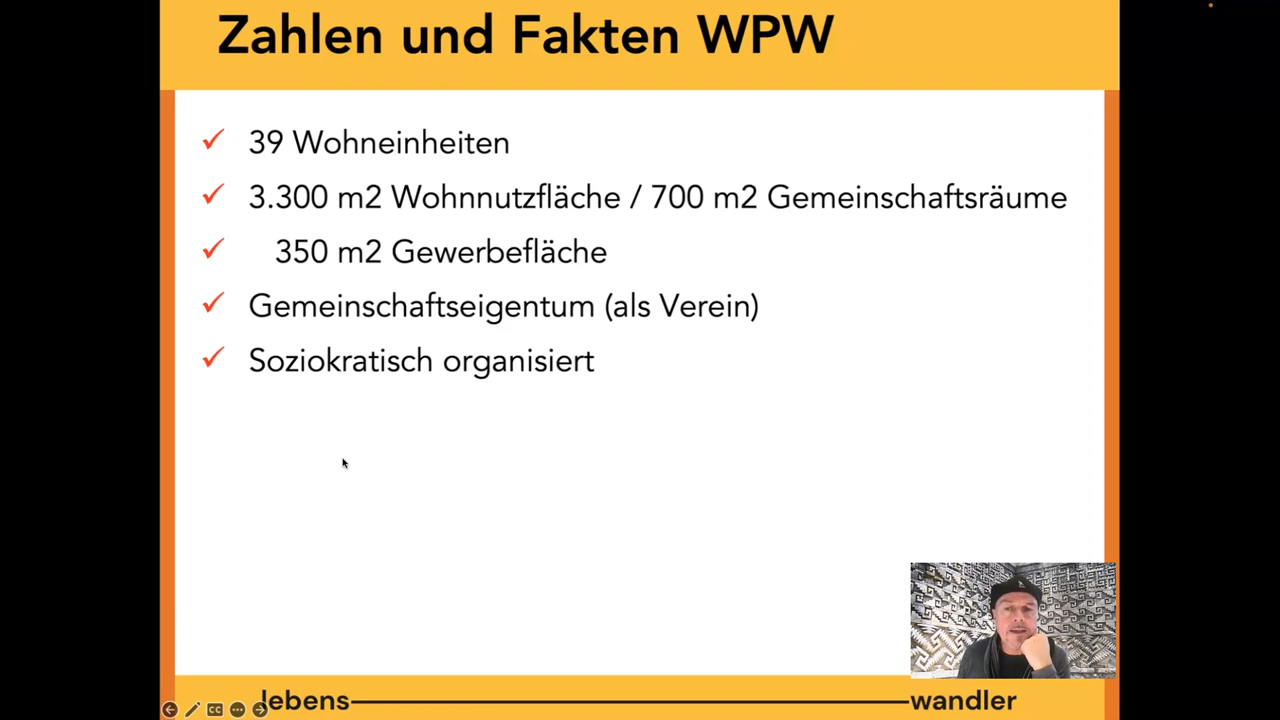 Zahlen und Fakten WPW
39 Wohneinheiten
3.300 m2 Wohnnutzfläche / 700 m2 Gemeinschaftsräume
350 m2 Gewerbefläche
Gemeinschaftseigentum (als Verein)
Soziokratisch organisiert
lebens wandler
CC